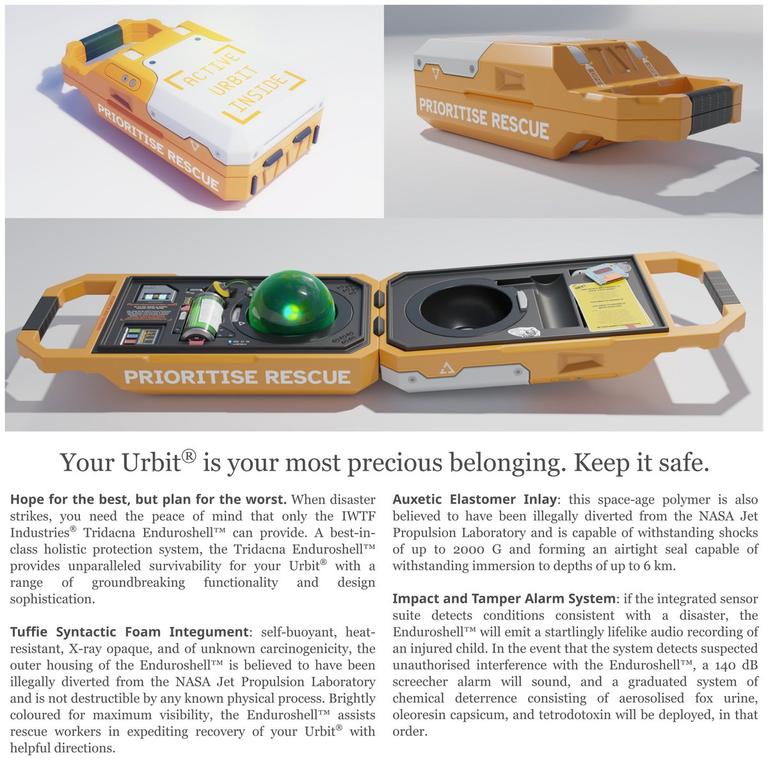 ACTIVE
URBIT
INSIDE
PRIORITISE RESCUE
PRIORITISE RESCUE
PRIORITISE RESCUE
Your Urbit® is your most precious belonging. Keep it safe.
Hope for the best, but plan for the worst. When disaster
strikes, you need the peace of mind that only the IWTF
Industries® Tridacna Enduroshell™ can provide. A best-in-
class holistic protection system, the Tridacna Enduroshell™
provides unparalleled survivability for your Urbit® with a
range of groundbreaking functionality and design
sophistication.
Tuffie Syntactic Foam Integument: self-buoyant, heat-
resistant, X-ray opaque, and of unknown carcinogenicity, the
outer housing of the Enduroshell™ is believed to have been
illegally diverted from the NASA Jet Propulsion Laboratory
and is not destructible by any known physical process. Brightly
coloured for maximum visibility, the Enduroshell™ assists
rescue workers in expediting recovery of your Urbit® with
helpful directions.
Auxetic Elastomer Inlay: this space-age polymer is also
believed to have been illegally diverted from the NASA Jet
Propulsion Laboratory and is capable of withstanding shocks
of up to 2000 G and forming an airtight seal capable of
withstanding immersion to depths of up to 6 km.
Impact and Tamper Alarm System: if the integrated sensor
suite detects conditions consistent with a disaster, the
Enduroshell™ will emit a startlingly lifelike audio recording of
an injured child. In the event that the system detects suspected
unauthorised interference with the Enduroshell™, a 140 dB
screecher alarm will sound, and a graduated system of
chemical deterrence consisting of aerosolised fox urine,
oleoresin capsicum, and tetrodotoxin will be deployed, in that
order.